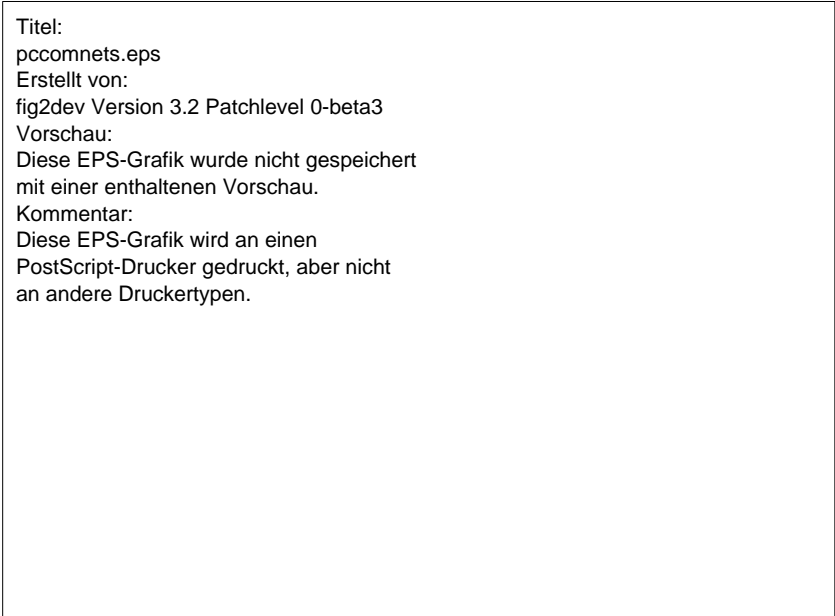 Titel:
pccomnets.eps
Erstellt von:
fig2dev Version 3.2 Patchlevel 0-beta3
Vorschau:
Diese EPS-Grafik wurde nicht gespeichert
mit einer enthaltenen Vorschau.
Kommentar:
Diese EPS-Grafik wird an einen
PostScript-Drucker gedruckt, aber nicht
an andere Druckertypen.